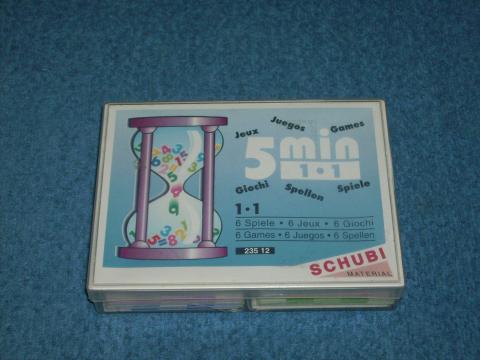 Jeux Juegos Games
5 min
1·1
Giochi Spellen Spiele
1·1
6 Spiele • 6 Jeux • 6 Giochi
6 Games • 6 Juegos • 6 Spellen
235 12
SCHUBI
MATERIAL